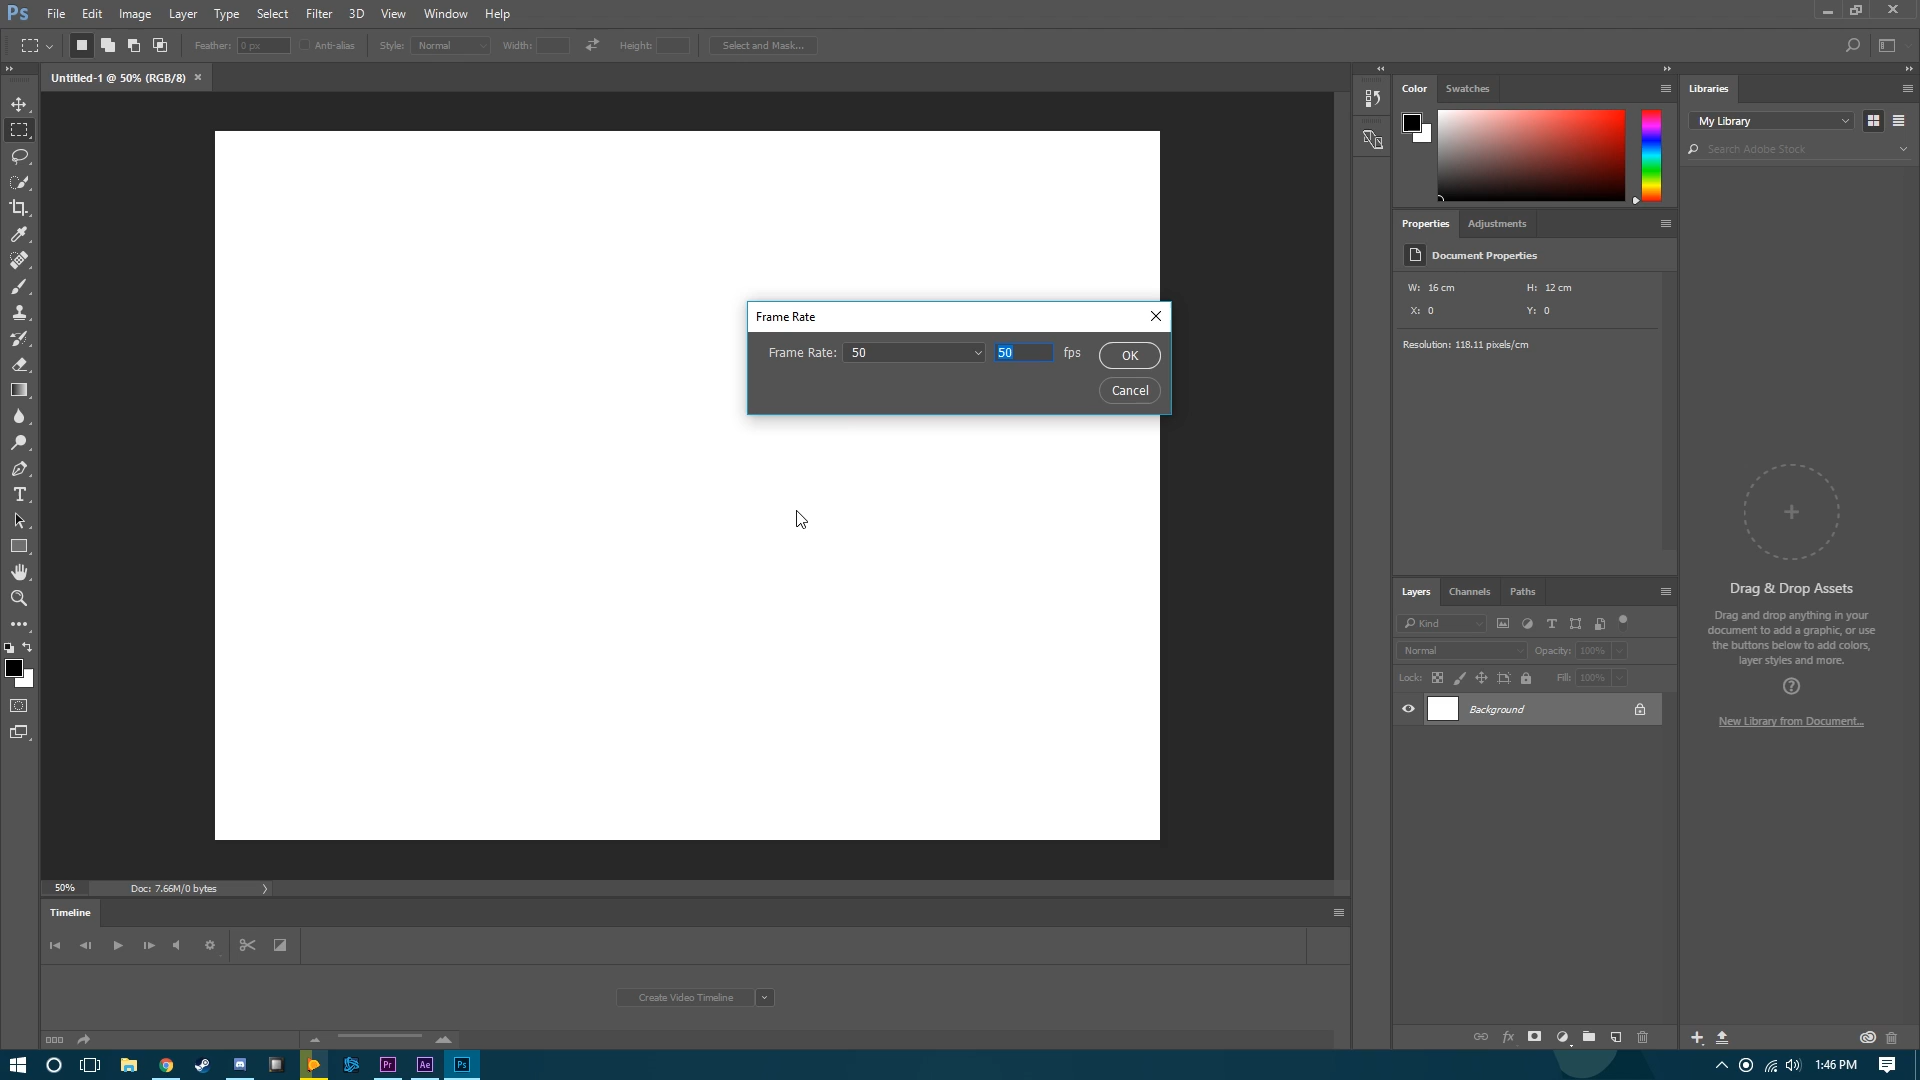 Ps File Edit Image Layer Type Select Filter 3D View Window Help
Feather: 0 px Anti-alias Style: Normal Width: Height: Select and Mask...
Untitled-1 @ 50% (RGB/8) ×
Color Swatches
Libraries
My Library
Search Adobe Stock
Properties Adjustments
Document Properties
W: 16 cm H: 12 cm
X: 0 Y: 0
Resolution: 118.11 pixels/cm
Frame Rate
Frame Rate: 50 50 fps OK
Cancel
Drag & Drop Assets
Drag and drop anything in your
document to add a graphic, or use
the buttons below to add colors,
layer styles and more.
New Library from Document...
Layers Channels Paths
Kind
Normal Opacity: 100%
Lock: Fill: 100%
Background
50% Doc: 7.66M/0 bytes
Timeline
Create Video Timeline
Pr Ae Ps 1:46 PM